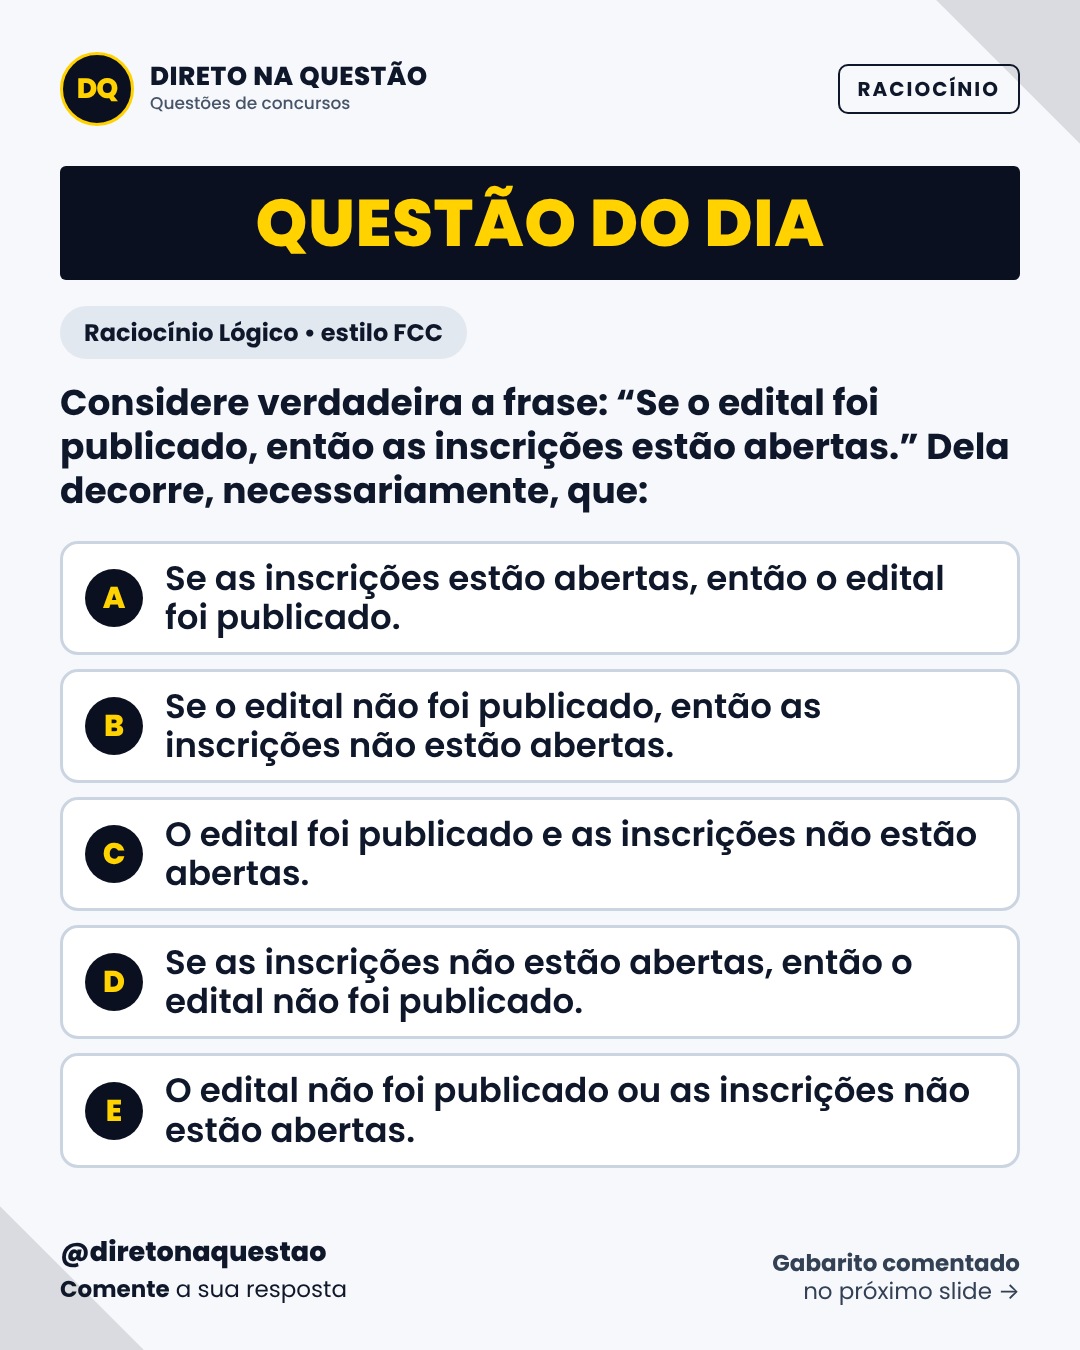 DQ
DIRETO NA QUESTÃO
Questões de concursos
RACIOCÍNIO
QUESTÃO DO DIA
Raciocínio Lógico • estilo FCC
Considere verdadeira a frase: “Se o edital foi
publicado, então as inscrições estão abertas.” Dela
decorre, necessariamente, que:
A
Se as inscrições estão abertas, então o edital
foi publicado.
B
Se o edital não foi publicado, então as
inscrições não estão abertas.
C
O edital foi publicado e as inscrições não estão
abertas.
D
Se as inscrições não estão abertas, então o
edital não foi publicado.
E
O edital não foi publicado ou as inscrições não
estão abertas.
@diretonaquestao
Comente a sua resposta
Gabarito comentado
no próximo slide →